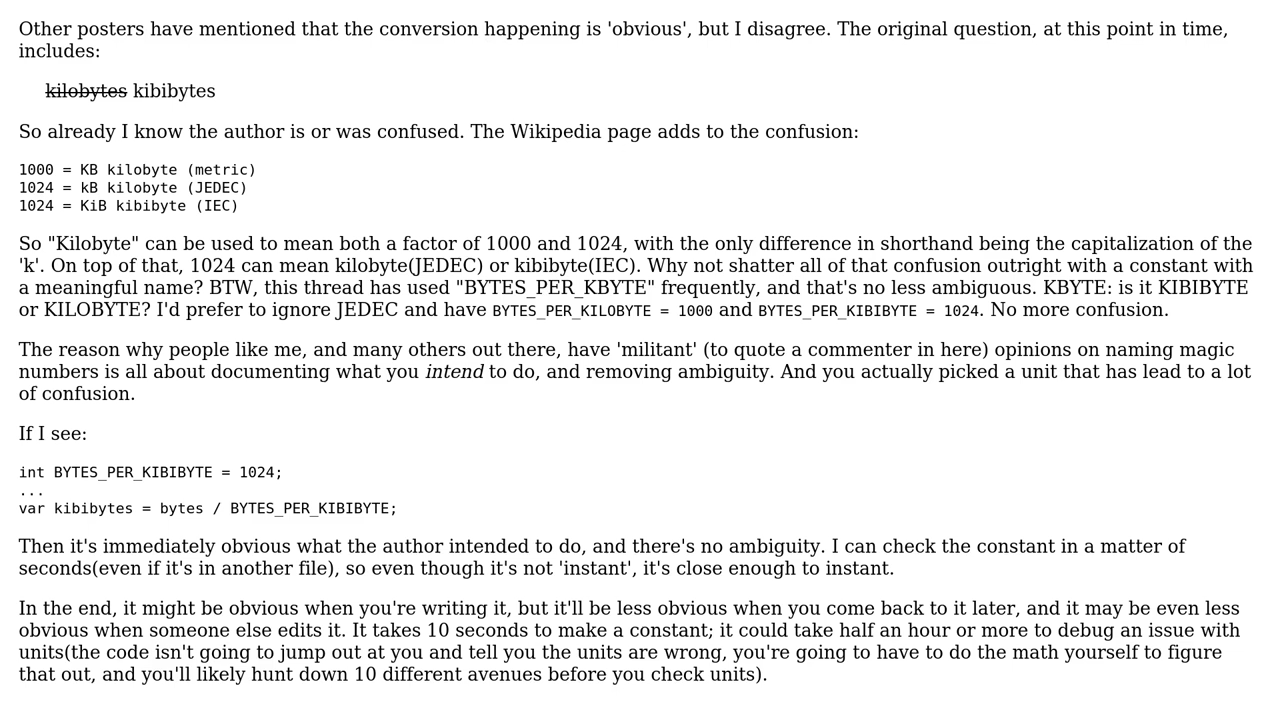 Other posters have mentioned that the conversion happening is 'obvious', but I disagree. The original question, at this point in time,
includes:
kilobytes kibibytes
So already I know the author is or was confused. The Wikipedia page adds to the confusion:
1000 = KB kilobyte (metric)
1024 = kB kilobyte (JEDEC)
1024 = KiB kibibyte (IEC)
So "Kilobyte" can be used to mean both a factor of 1000 and 1024, with the only difference in shorthand being the capitalization of the
'k'. On top of that, 1024 can mean kilobyte(JEDEC) or kibibyte(IEC). Why not shatter all of that confusion outright with a constant with
a meaningful name? BTW, this thread has used "BYTES_PER_KBYTE" frequently, and that's no less ambiguous. KBYTE: is it KIBIBYTE
or KILOBYTE? I'd prefer to ignore JEDEC and have BYTES_PER_KILOBYTE = 1000 and BYTES_PER_KIBIBYTE = 1024. No more confusion.
The reason why people like me, and many others out there, have 'militant' (to quote a commenter in here) opinions on naming magic
numbers is all about documenting what you intend to do, and removing ambiguity. And you actually picked a unit that has lead to a lot
of confusion.
If I see:
int BYTES_PER_KIBIBYTE = 1024;
...
var kibibytes = bytes / BYTES_PER_KIBIBYTE;
Then it's immediately obvious what the author intended to do, and there's no ambiguity. I can check the constant in a matter of
seconds(even if it's in another file), so even though it's not 'instant', it's close enough to instant.
In the end, it might be obvious when you're writing it, but it'll be less obvious when you come back to it later, and it may be even less
obvious when someone else edits it. It takes 10 seconds to make a constant; it could take half an hour or more to debug an issue with
units(the code isn't going to jump out at you and tell you the units are wrong, you're going to have to do the math yourself to figure
that out, and you'll likely hunt down 10 different avenues before you check units).